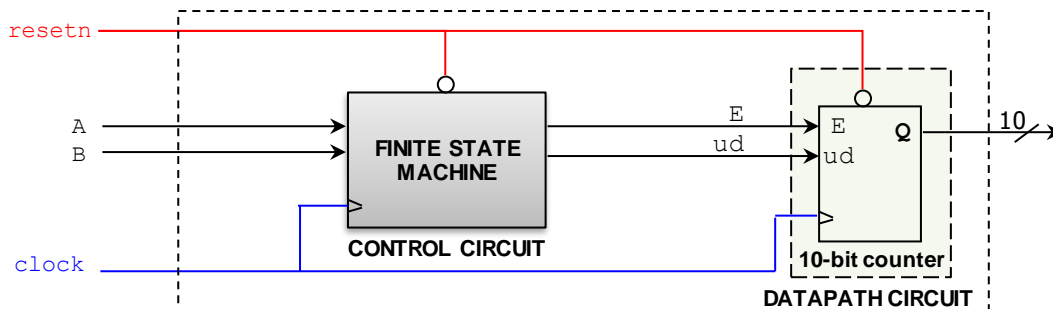 resetn
A
B
FINITE STATE
MACHINE
CONTROL CIRCUIT
clock
E
ud
E
ud
Q
10
10-bit counter
DATAPATH CIRCUIT